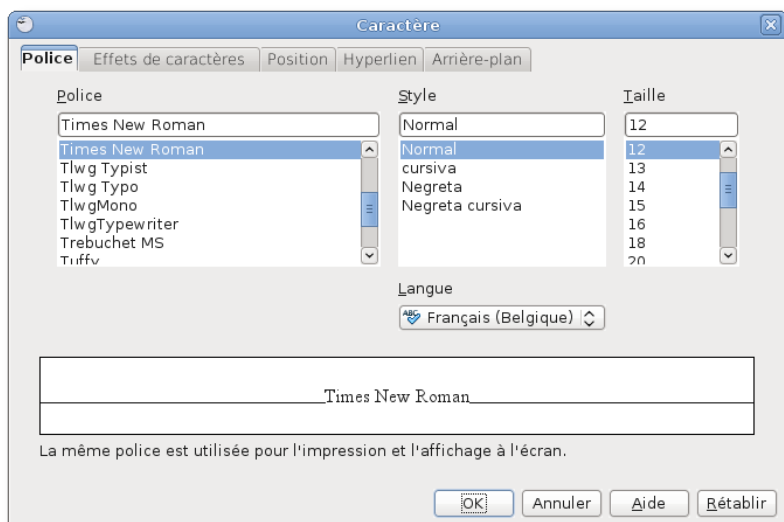 Caractère
Police Effets de caractères Position Hyperlien Arrière-plan
Police Style Taille
Times New Roman Normal 12
Times New Roman Normal 12
Tlwg Typist cursiva 13
Tlwg Typo Negreta 14
TlwgMono Negreta cursiva 15
TlwgTypewriter 16
Trebuchet MS 18
Tuffy 20
Langue
ABC Français (Belgique)
Times New Roman
La même police est utilisée pour l'impression et l'affichage à l'écran.
OK Annuler Aide Rétablir